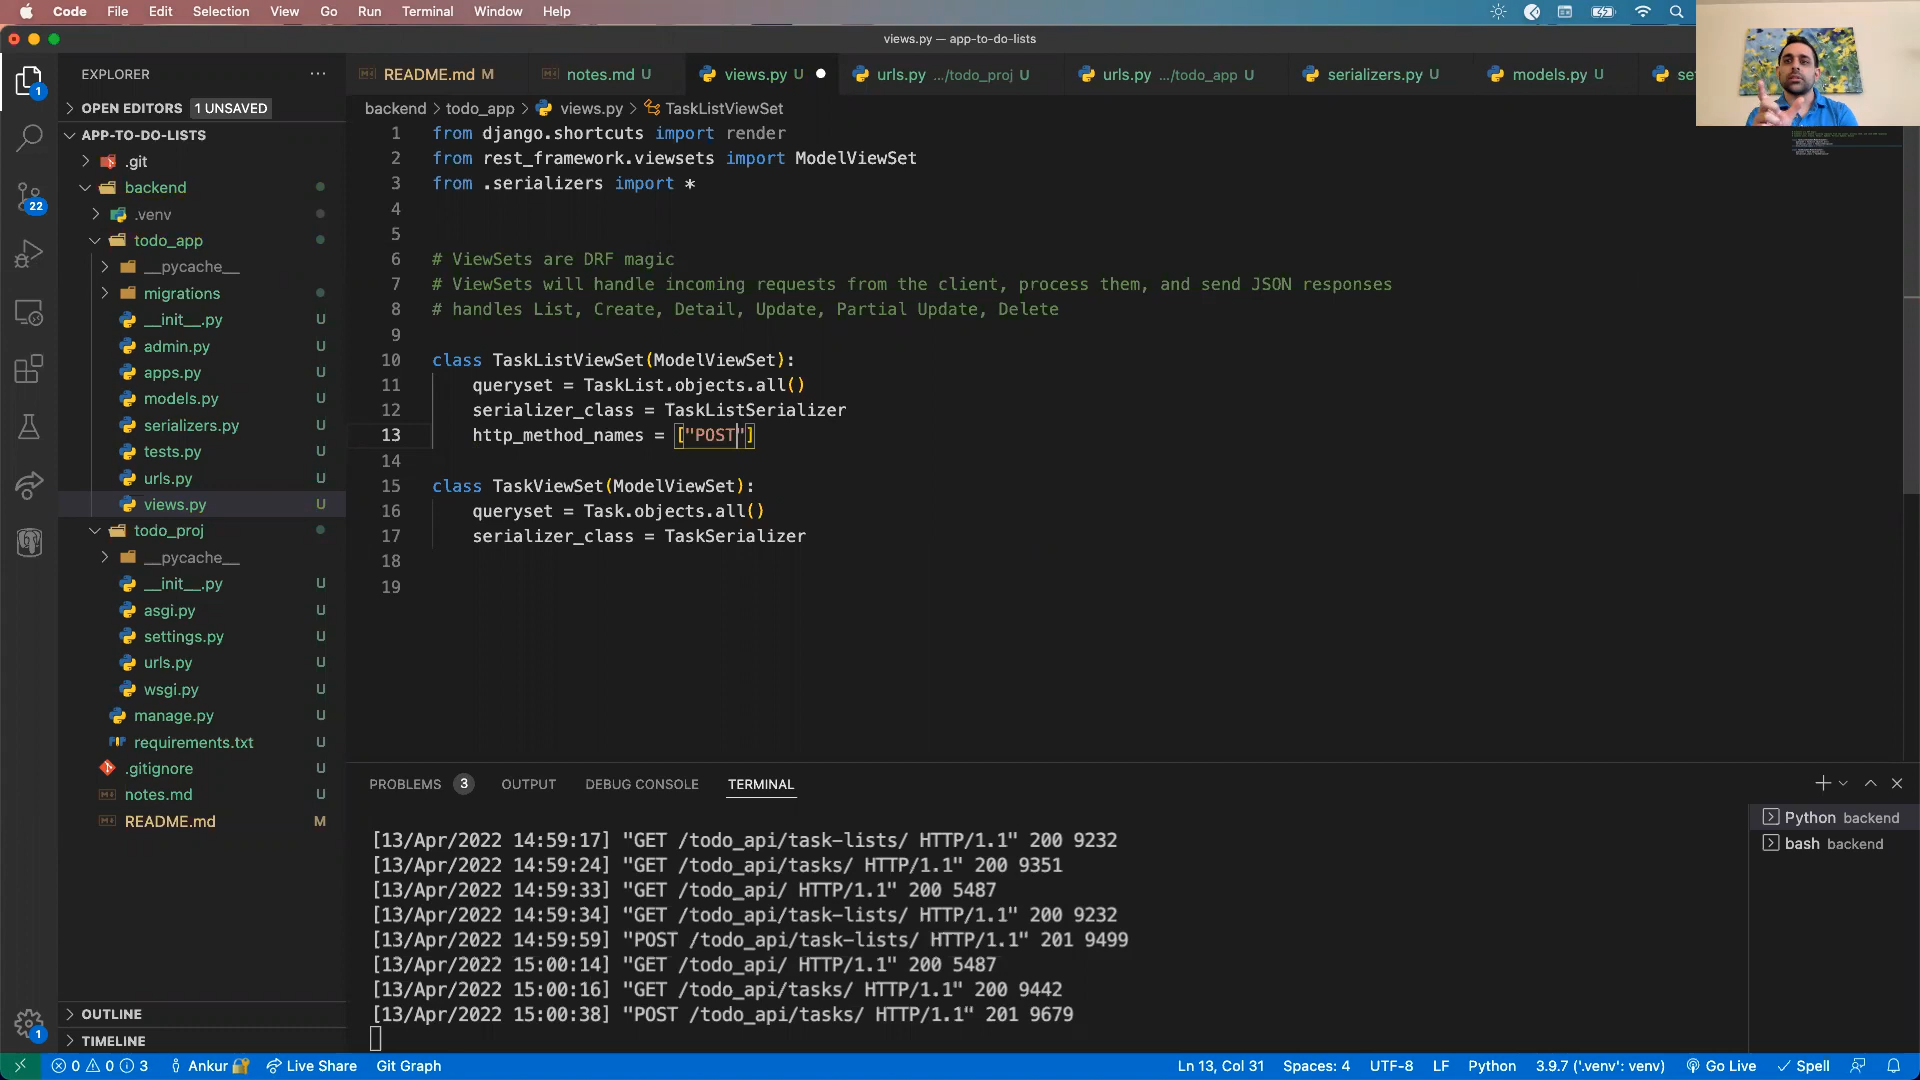 Code File Edit Selection View Go Run Terminal Window Help
views.py — app-to-do-lists
EXPLORER
README.md M
notes.md U
views.py U
urls.py .../todo_proj U
urls.py .../todo_app U
serializers.py U
models.py U
OPEN EDITORS 1 UNSAVED
backend > todo_app > views.py > TaskListViewSet
APP-TO-DO-LISTS
.git
backend
.venv
todo_app
__pycache__
migrations
__init__.py U
admin.py U
apps.py U
models.py U
serializers.py U
tests.py U
urls.py U
views.py U
todo_proj
__pycache__
__init__.py U
asgi.py U
settings.py U
urls.py U
wsgi.py U
manage.py U
requirements.txt U
.gitignore U
notes.md U
README.md M
OUTLINE
TIMELINE
1
22
1
1 from django.shortcuts import render
2 from rest_framework.viewsets import ModelViewSet
3 from .serializers import *
4
5
6 # ViewSets are DRF magic
7 # ViewSets will handle incoming requests from the client, process them, and send JSON responses
8 # handles List, Create, Detail, Update, Partial Update, Delete
9
10 class TaskListViewSet(ModelViewSet):
11 queryset = TaskList.objects.all()
12 serializer_class = TaskListSerializer
13 http_method_names = ["POST"]
14
15 class TaskViewSet(ModelViewSet):
16 queryset = Task.objects.all()
17 serializer_class = TaskSerializer
18
19
PROBLEMS 3 OUTPUT DEBUG CONSOLE TERMINAL
[13/Apr/2022 14:59:17] "GET /todo_api/task-lists/ HTTP/1.1" 200 9232
[13/Apr/2022 14:59:24] "GET /todo_api/tasks/ HTTP/1.1" 200 9351
[13/Apr/2022 14:59:33] "GET /todo_api/ HTTP/1.1" 200 5487
[13/Apr/2022 14:59:34] "GET /todo_api/task-lists/ HTTP/1.1" 200 9232
[13/Apr/2022 14:59:59] "POST /todo_api/task-lists/ HTTP/1.1" 201 9499
[13/Apr/2022 15:00:14] "GET /todo_api/ HTTP/1.1" 200 5487
[13/Apr/2022 15:00:16] "GET /todo_api/tasks/ HTTP/1.1" 200 9442
[13/Apr/2022 15:00:38] "POST /todo_api/tasks/ HTTP/1.1" 201 9679
Python backend
bash backend
0 0 3 Ankur Live Share Git Graph
Ln 13, Col 31 Spaces: 4 UTF-8 LF Python 3.9.7 ('.venv': venv) Go Live Spell